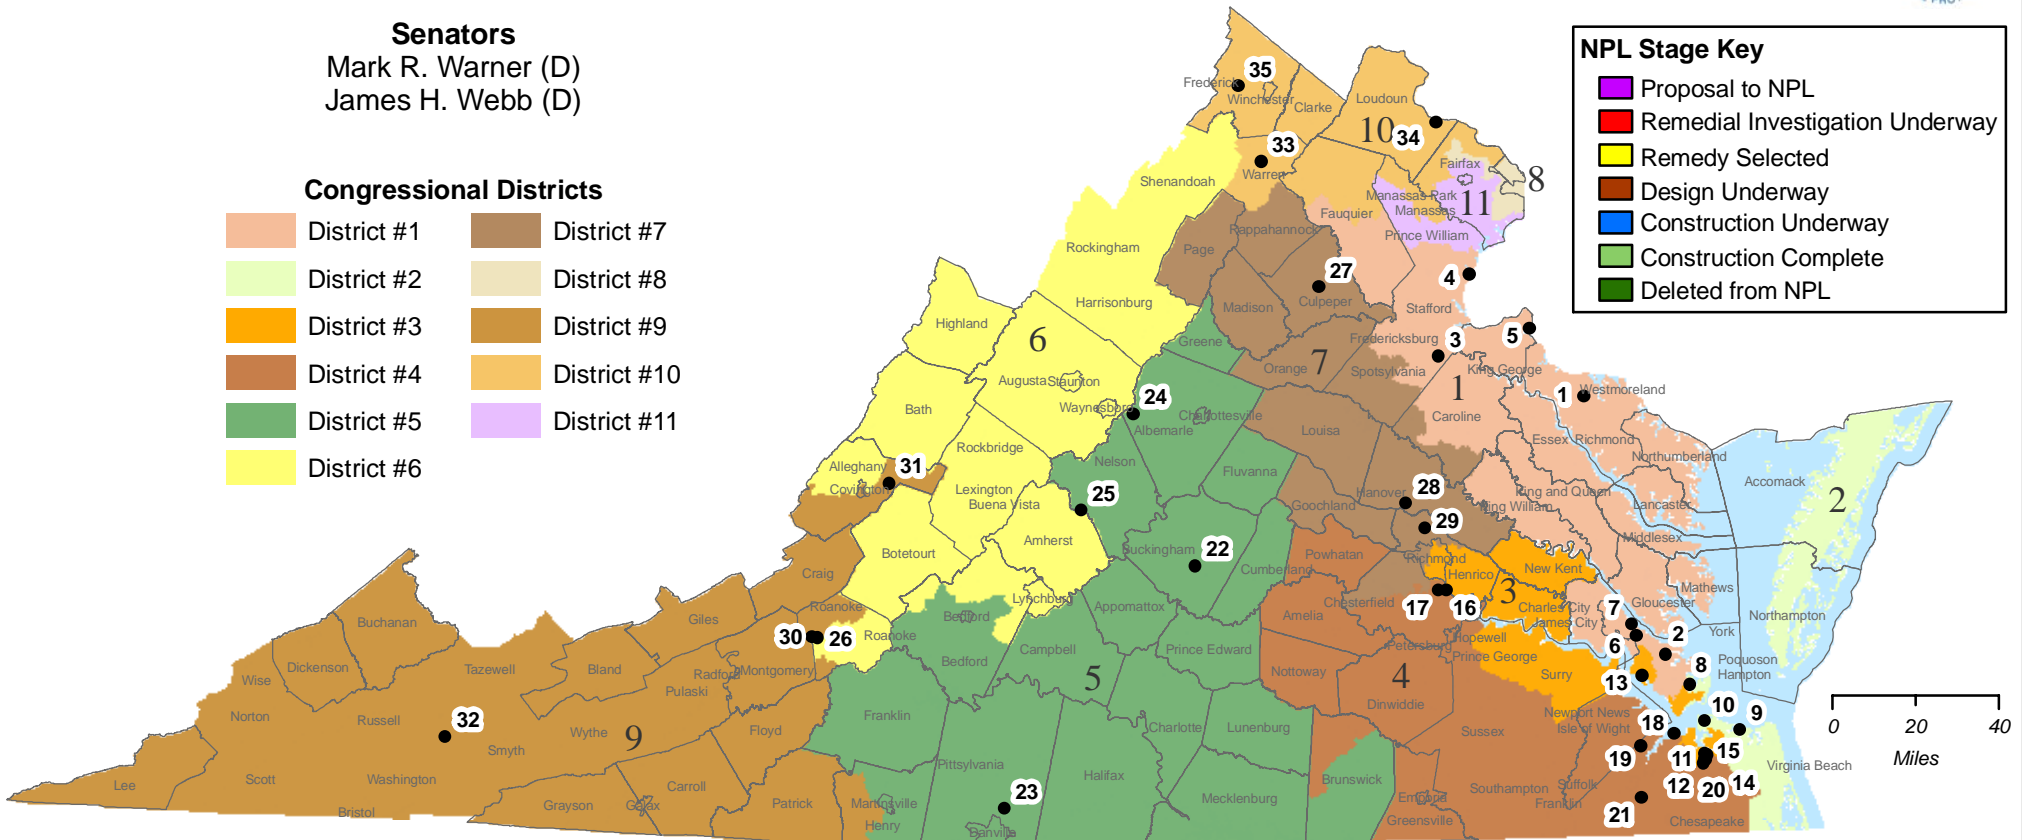 Senators
Mark R. Warner (D)
James H. Webb (D)
Congressional Districts
District #1
District #2
District #3
District #4
District #5
District #6
District #7
District #8
District #9
District #10
District #11
NPL Stage Key
Proposal to NPL
Remedial Investigation Underway
Remedy Selected
Design Underway
Construction Underway
Construction Complete
Deleted from NPL
35
Frederick
Winchester
Clarke
Loudoun
10
34
33
Warren
Fairfax
8
11
Manassas Park
Manassas
Prince William
Fauquier
Shenandoah
Rappahannock
Page
Rockingham
Harrisonburg
27
Culpeper
Madison
4
Stafford
Fredericksburg
3
5
King George
Highland
6
Augusta
Staunton
Waynesboro
Greene
Orange
7
Spotsylvania
1
Caroline
1
Westmoreland
24
Charlottesville
Albemarle
Bath
Louisa
Essex
Richmond
Northumberland
Rockbridge
Alleghany
31
Covington
Nelson
Fluvanna
Lexington
Buena Vista
25
Hanover
28
King and Queen
King William
Lancaster
Accomack
2
Goochland
29
Middlesex
Amherst
Botetourt
Buckingham
22
Cumberland
Powhatan
Richmond
Henrico
New Kent
Mathews
Gloucester
Craig
Roanoke
Lynchburg
Appomattox
Amelia
Chesterfield
17
16
3
Charles City
James City
7
Northampton
Buchanan
Giles
30
26
Roanoke
Bedford
Bedford
Campbell
Prince Edward
Nottoway
Petersburg
Hopewell
Prince George
6
2
York
Poquoson
Hampton
Dickenson
Tazewell
Bland
Radford
Montgomery
Pulaski
Wise
5
4
Dinwiddie
Surry
13
8
Norton
Russell
32
Wythe
9
Floyd
Franklin
Charlotte
Lunenburg
Sussex
Newport News
Isle of Wight
18
10
9
Smyth
Lee
Scott
Washington
Bristol
Grayson
Galax
Carroll
Patrick
Pittsylvania
Halifax
Mecklenburg
Brunswick
19
11
15
12
20
14
Virginia Beach
Martinsville
Henry
23
Danville
Emporia
Greensville
Southampton
Suffolk
Franklin
21
Chesapeake
0
20
40
Miles